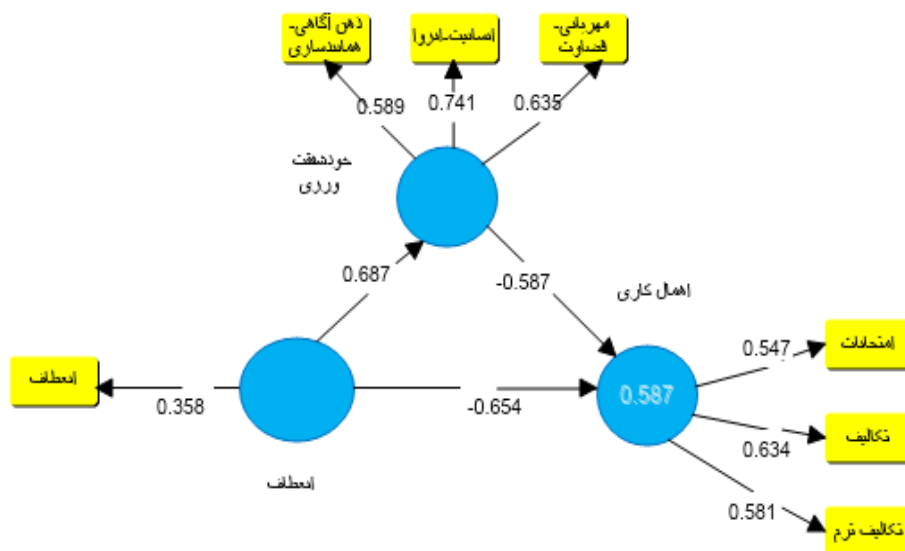 ذهن آگاهی-
همانندسازی
انسانیت-انزوا
مهربانی-
قضاوت
0.589
0.741
0.635
خودشفقت
ورزی
0.687
-0.587
اهمال کاری
انعطاف
0.358
-0.654
0.587
0.547
امتحانات
0.634
تکالیف
0.581
تکالیف ترم
انعطاف